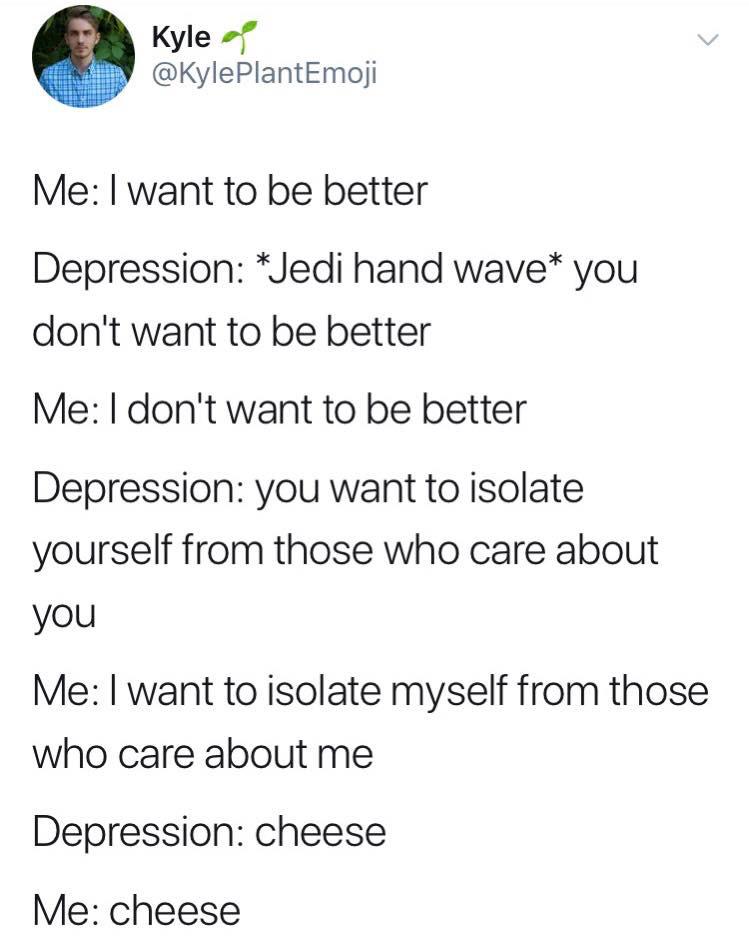 Kyle 🌱
@KylePlantEmoji
Me: I want to be better
Depression: *Jedi hand wave* you
don't want to be better
Me: I don't want to be better
Depression: you want to isolate
yourself from those who care about
you
Me: I want to isolate myself from those
who care about me
Depression: cheese
Me: cheese